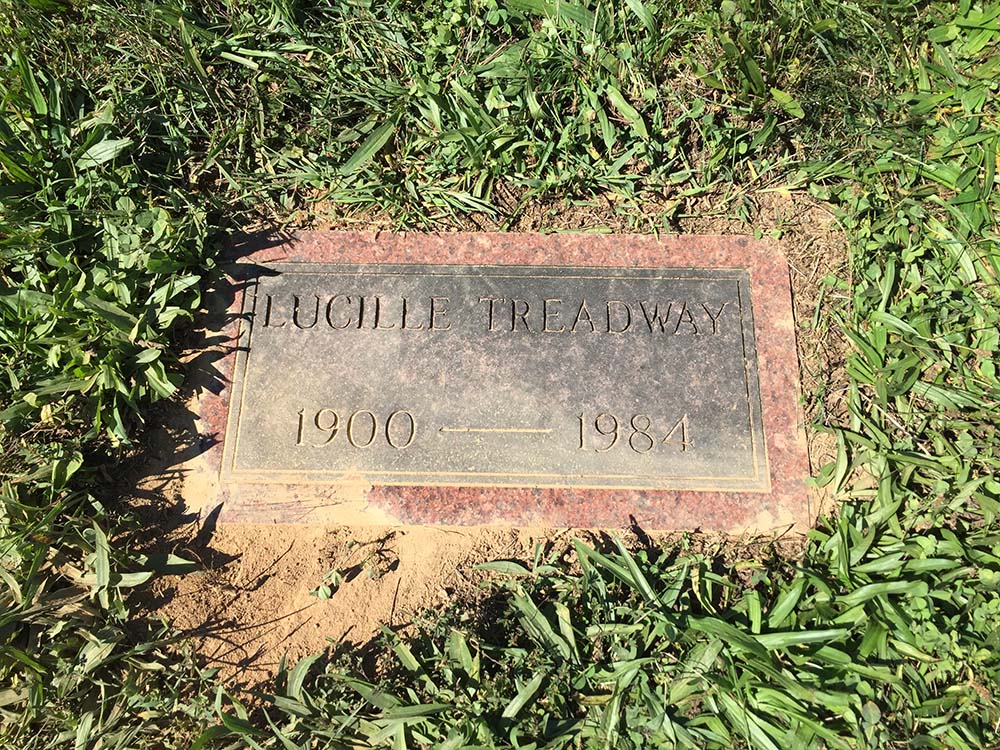 LUCILLE TREADWAY
1900 — 1984